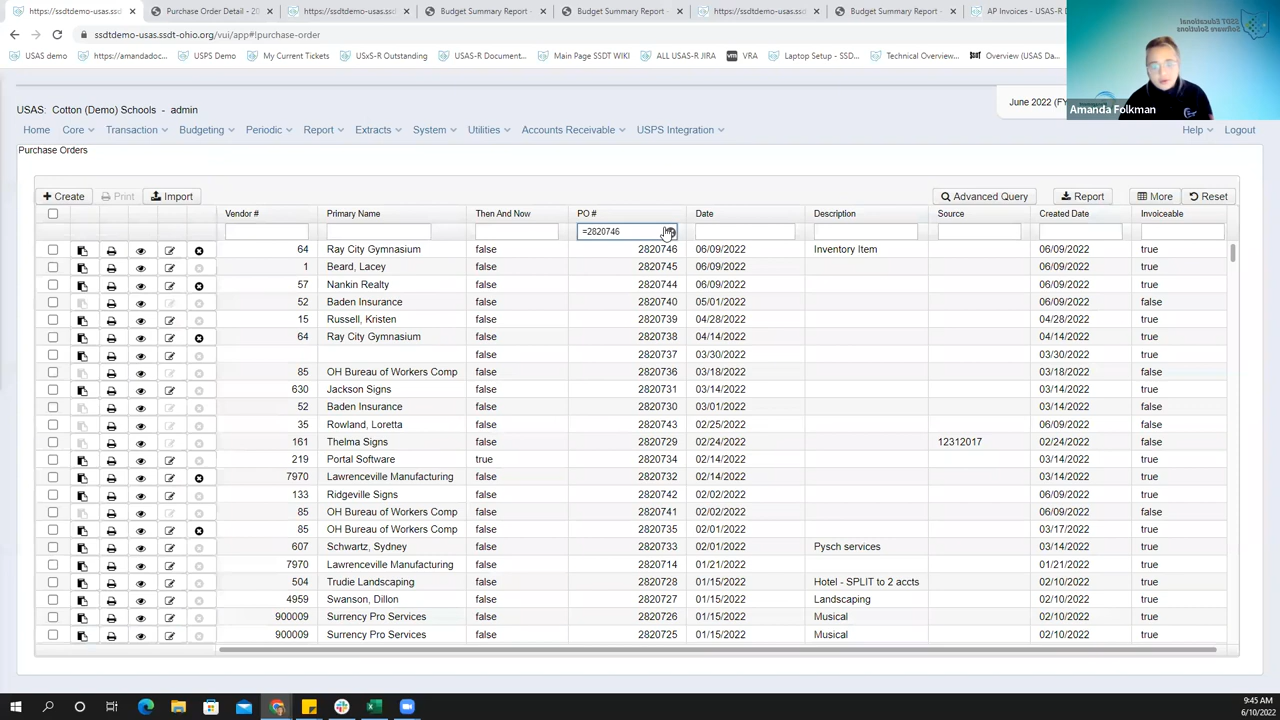 https://ssdtdemo-usas.ssdt-ohio.org Purchase Order Detail - 20 https://ssdtdemo-usas.ssdt-ohio Budget Summary Report - Budget Summary Report - https://ssdtdemo-usas.ssdt-ohio Budget Summary Report - AP Invoices - USAS-R D
ssdtdemo-usas.ssdt-ohio.org/vui/app#!purchase-order
USAS demo https://amandadoc... USPS Demo My Current Tickets USxS-R Outstanding USAS-R Document... Main Page SSDT WIKI ALL USAS-R JIRA VRA Laptop Setup - SSD... Technical Overview... Overview (USAS Da
SSDT Educational
Software Solutions
Amanda Folkman
USAS: Cotton (Demo) Schools - admin
June 2022 (FY
Home Core Transaction Budgeting Periodic Report Extracts System Utilities Accounts Receivable USPS Integration Help Logout
Purchase Orders
Create Print Import Advanced Query Report More Reset
Vendor # Primary Name Then And Now PO # Date Description Source Created Date Invoiceable
=2820746
64 Ray City Gymnasium false 2820746 06/09/2022 Inventory Item 06/09/2022 true
1 Beard, Lacey false 2820745 06/09/2022 06/09/2022 true
57 Nankin Realty false 2820744 06/09/2022 06/09/2022 true
52 Baden Insurance false 2820740 05/01/2022 06/09/2022 false
15 Russell, Kristen false 2820739 04/28/2022 04/28/2022 true
64 Ray City Gymnasium false 2820738 04/14/2022 04/14/2022 true
false 2820737 03/30/2022 03/30/2022 true
85 OH Bureau of Workers Comp false 2820736 03/18/2022 03/18/2022 false
630 Jackson Signs false 2820731 03/14/2022 03/14/2022 true
52 Baden Insurance false 2820730 03/01/2022 03/14/2022 false
35 Rowland, Loretta false 2820743 02/25/2022 06/09/2022 false
161 Thelma Signs false 2820729 02/24/2022 12312017 02/24/2022 false
219 Portal Software true 2820734 02/14/2022 03/14/2022 true
7970 Lawrenceville Manufacturing false 2820732 02/14/2022 03/14/2022 true
133 Ridgeville Signs false 2820742 02/02/2022 06/09/2022 true
85 OH Bureau of Workers Comp false 2820741 02/02/2022 06/09/2022 false
85 OH Bureau of Workers Comp false 2820735 02/01/2022 03/17/2022 true
607 Schwartz, Sydney false 2820733 02/01/2022 Pysch services 03/14/2022 true
7970 Lawrenceville Manufacturing false 2820714 01/21/2022 01/21/2022 true
504 Trudie Landscaping false 2820728 01/15/2022 Hotel - SPLIT to 2 accts 02/10/2022 true
4959 Swanson, Dillon false 2820727 01/15/2022 Landscaping 02/10/2022 true
900009 Surrency Pro Services false 2820726 01/15/2022 Musical 02/10/2022 true
900009 Surrency Pro Services false 2820725 01/15/2022 Musical 02/10/2022 true
9:45 AM
6/10/2022